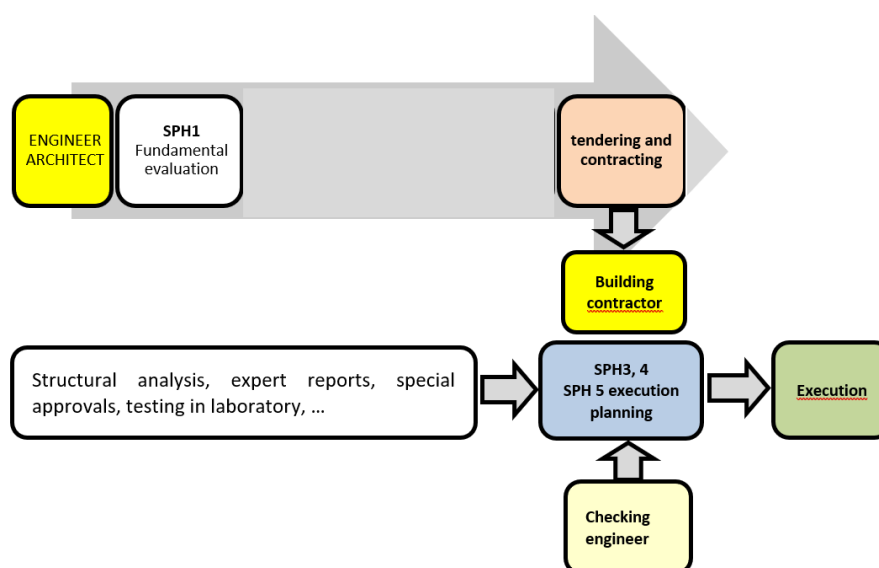 ENGINEER
ARCHITECT
SPH1
Fundamental
evaluation
tendering and
contracting
Building
contractor
Structural analysis, expert reports, special
approvals, testing in laboratory, ...
SPH3, 4
SPH 5 execution
planning
Execution
Checking
engineer